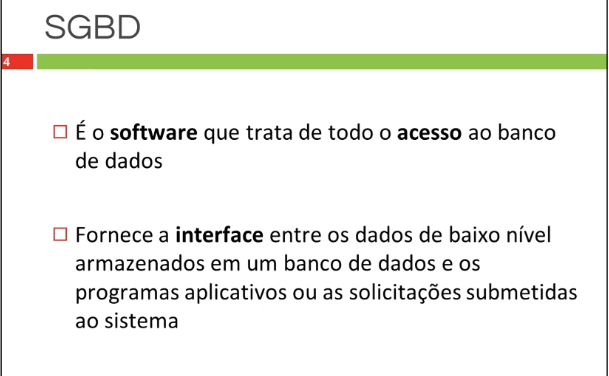 SGBD
4
É o software que trata de todo o acesso ao banco
de dados
Fornece a interface entre os dados de baixo nível
armazenados em um banco de dados e os
programas aplicativos ou as solicitações submetidas
ao sistema